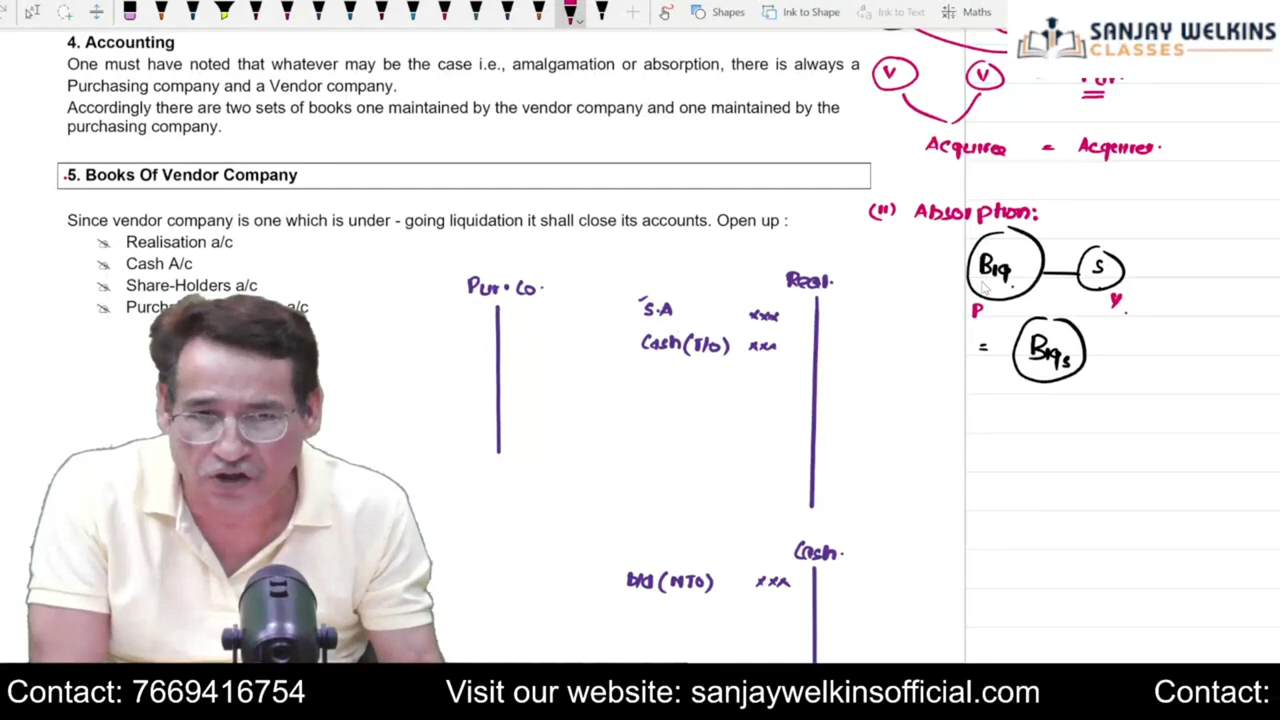 Shapes
Ink to Shape
Ink to Text
Maths
SANJAY WELKINS
CLASSES
4. Accounting
One must have noted that whatever may be the case i.e., amalgamation or absorption, there is always a
Purchasing company and a Vendor company.
Accordingly there are two sets of books one maintained by the vendor company and one maintained by the
purchasing company.
V V
Acquiree = Acquirer.
.5. Books Of Vendor Company
Since vendor company is one which is under - going liquidation it shall close its accounts. Open up :
Realisation a/c
Cash A/c
Share-Holders a/c
a/c
(11) Absorption:
Big S
P V.
= Big s
Pur. Co.
Real.
S.A xxx
Cash (T/O) xxx
Cash.
b/d (NTO) xxx
Contact: 7669416754 Visit our website: sanjaywelkinsofficial.com Contact: